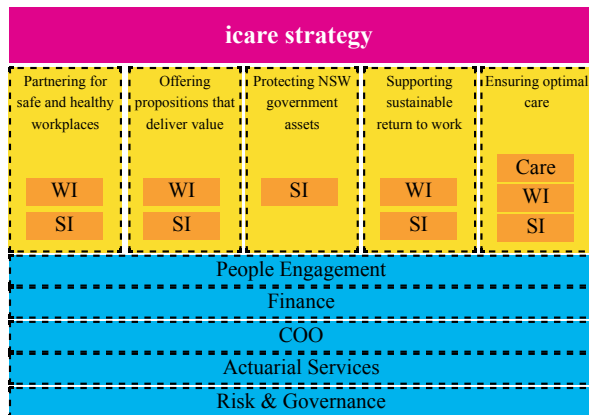 icare strategy
Partnering for
safe and healthy
workplaces
WI
SI
Offering
propositions that
deliver value
WI
SI
Protecting NSW
government
assets
SI
Supporting
sustainable
return to work
WI
SI
Ensuring optimal
care
Care
WI
SI
People Engagement
Finance
COO
Actuarial Services
Risk & Governance